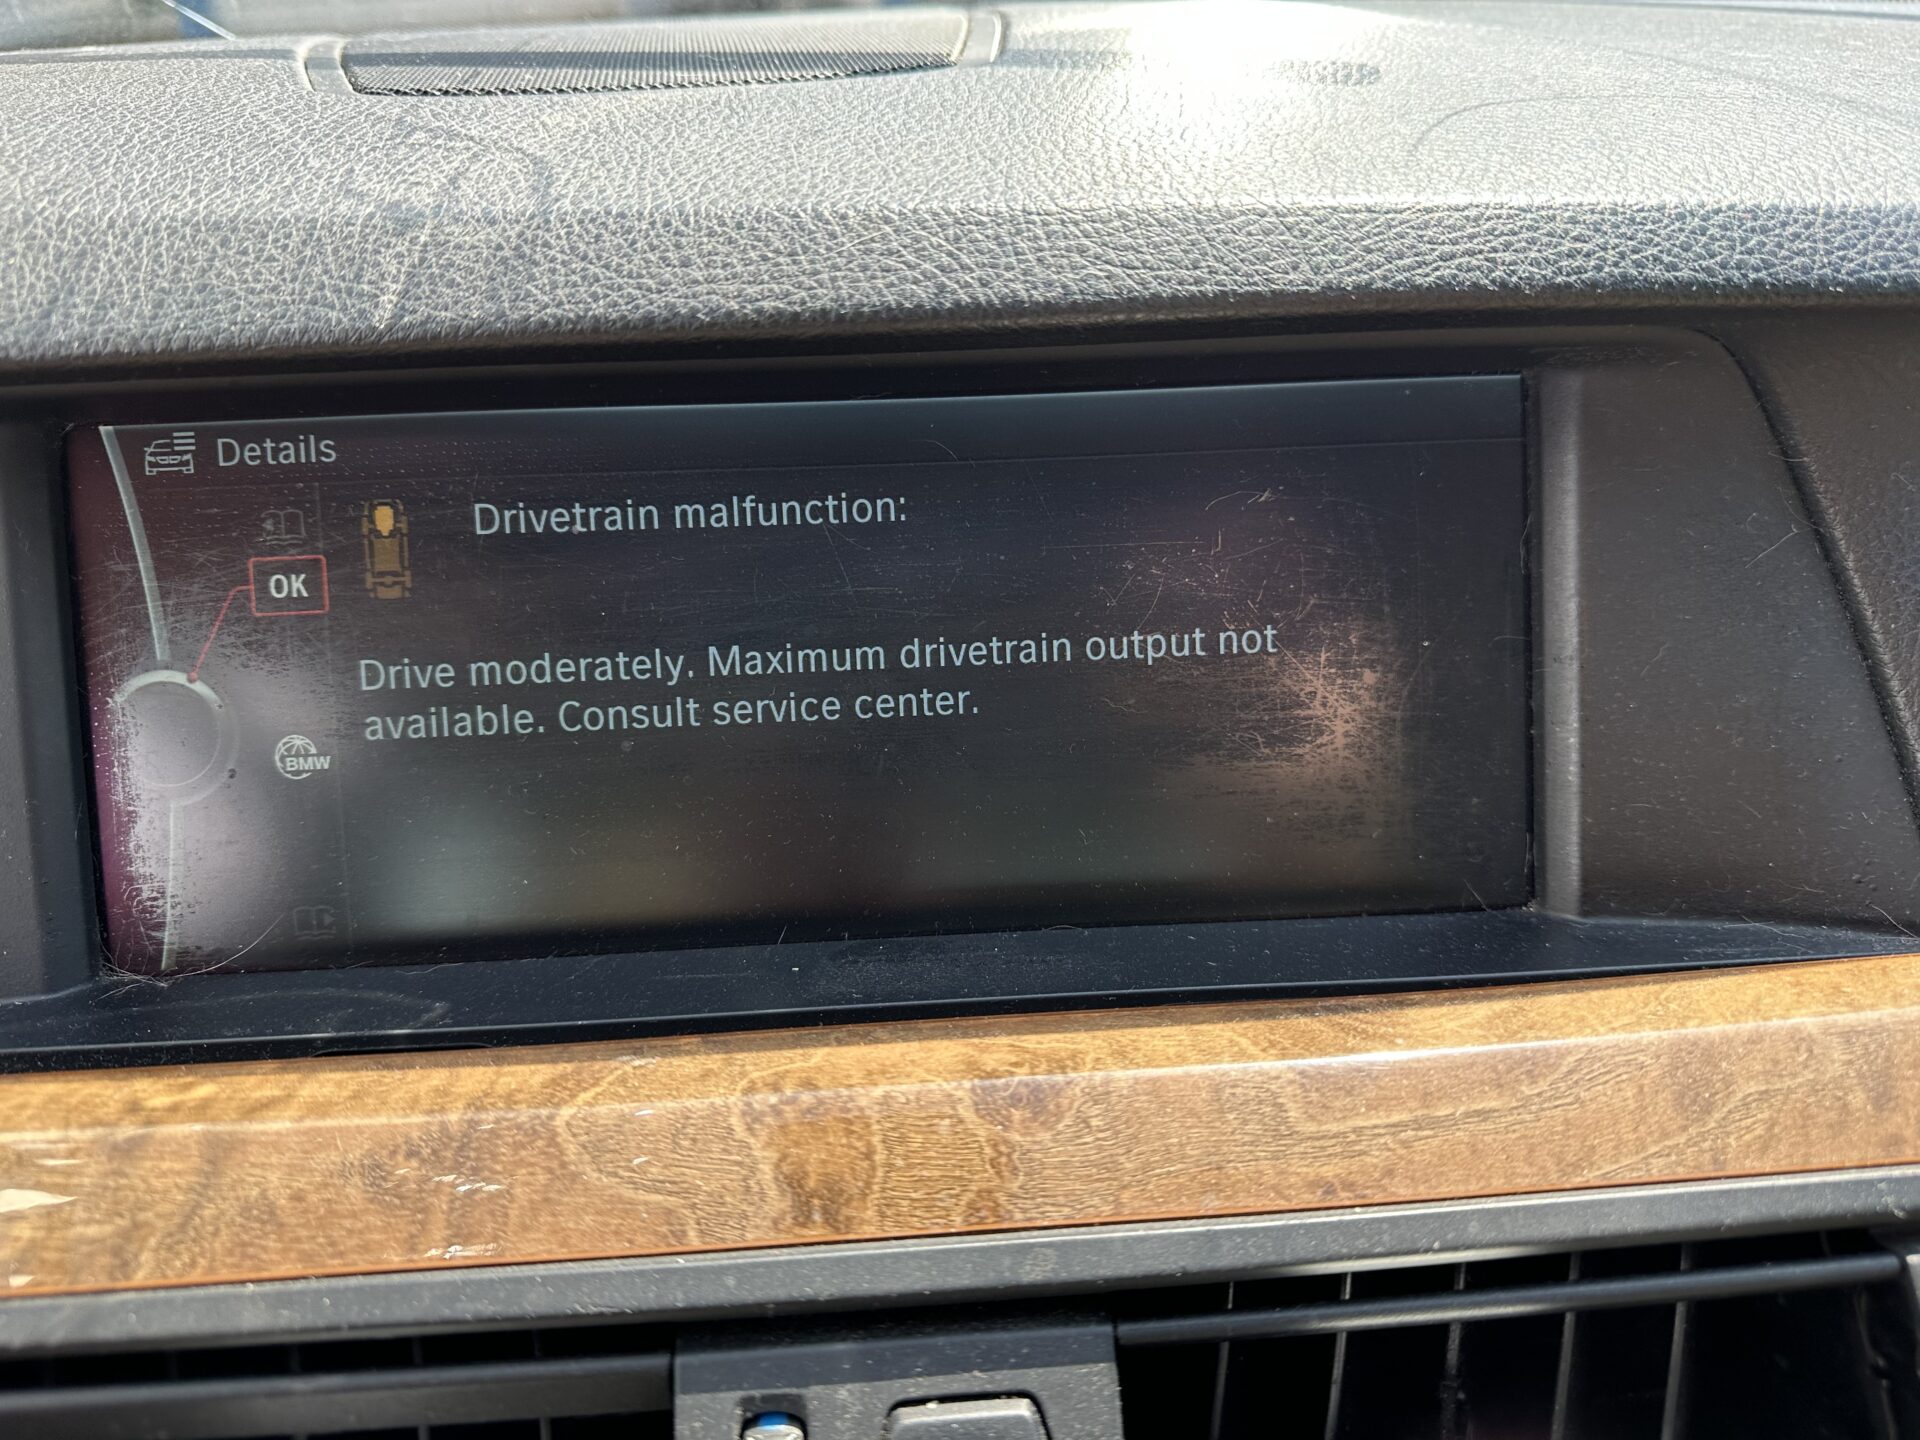 Details
Drivetrain malfunction:
OK
Drive moderately. Maximum drivetrain output not
available. Consult service center.
BMW